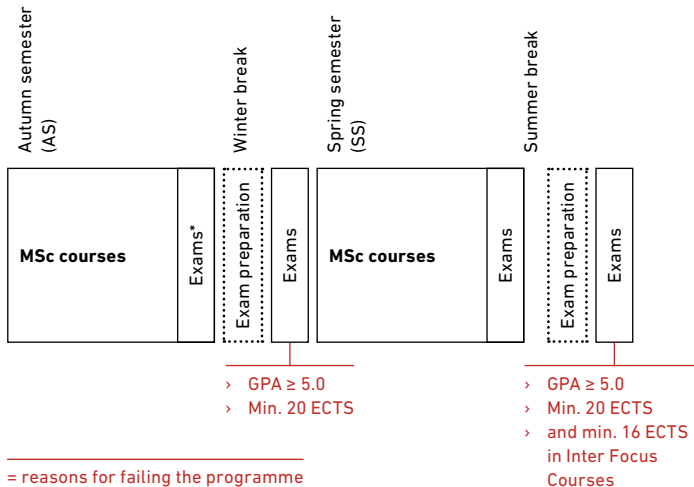 Autumn semester
(AS)
Winter break
Spring semester
(SS)
Summer break
MSc courses
Exams*
Exam preparation
Exams
MSc courses
Exams
Exam preparation
Exams
› GPA ≥ 5.0
› Min. 20 ECTS
› GPA ≥ 5.0
› Min. 20 ECTS
› and min. 16 ECTS
in Inter Focus
Courses
= reasons for failing the programme